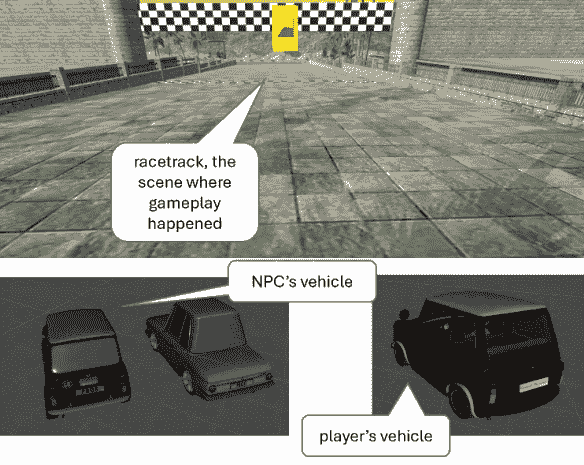 racetrack, the
scene where
gameplay
happened
NPC's vehicle
player's vehicle